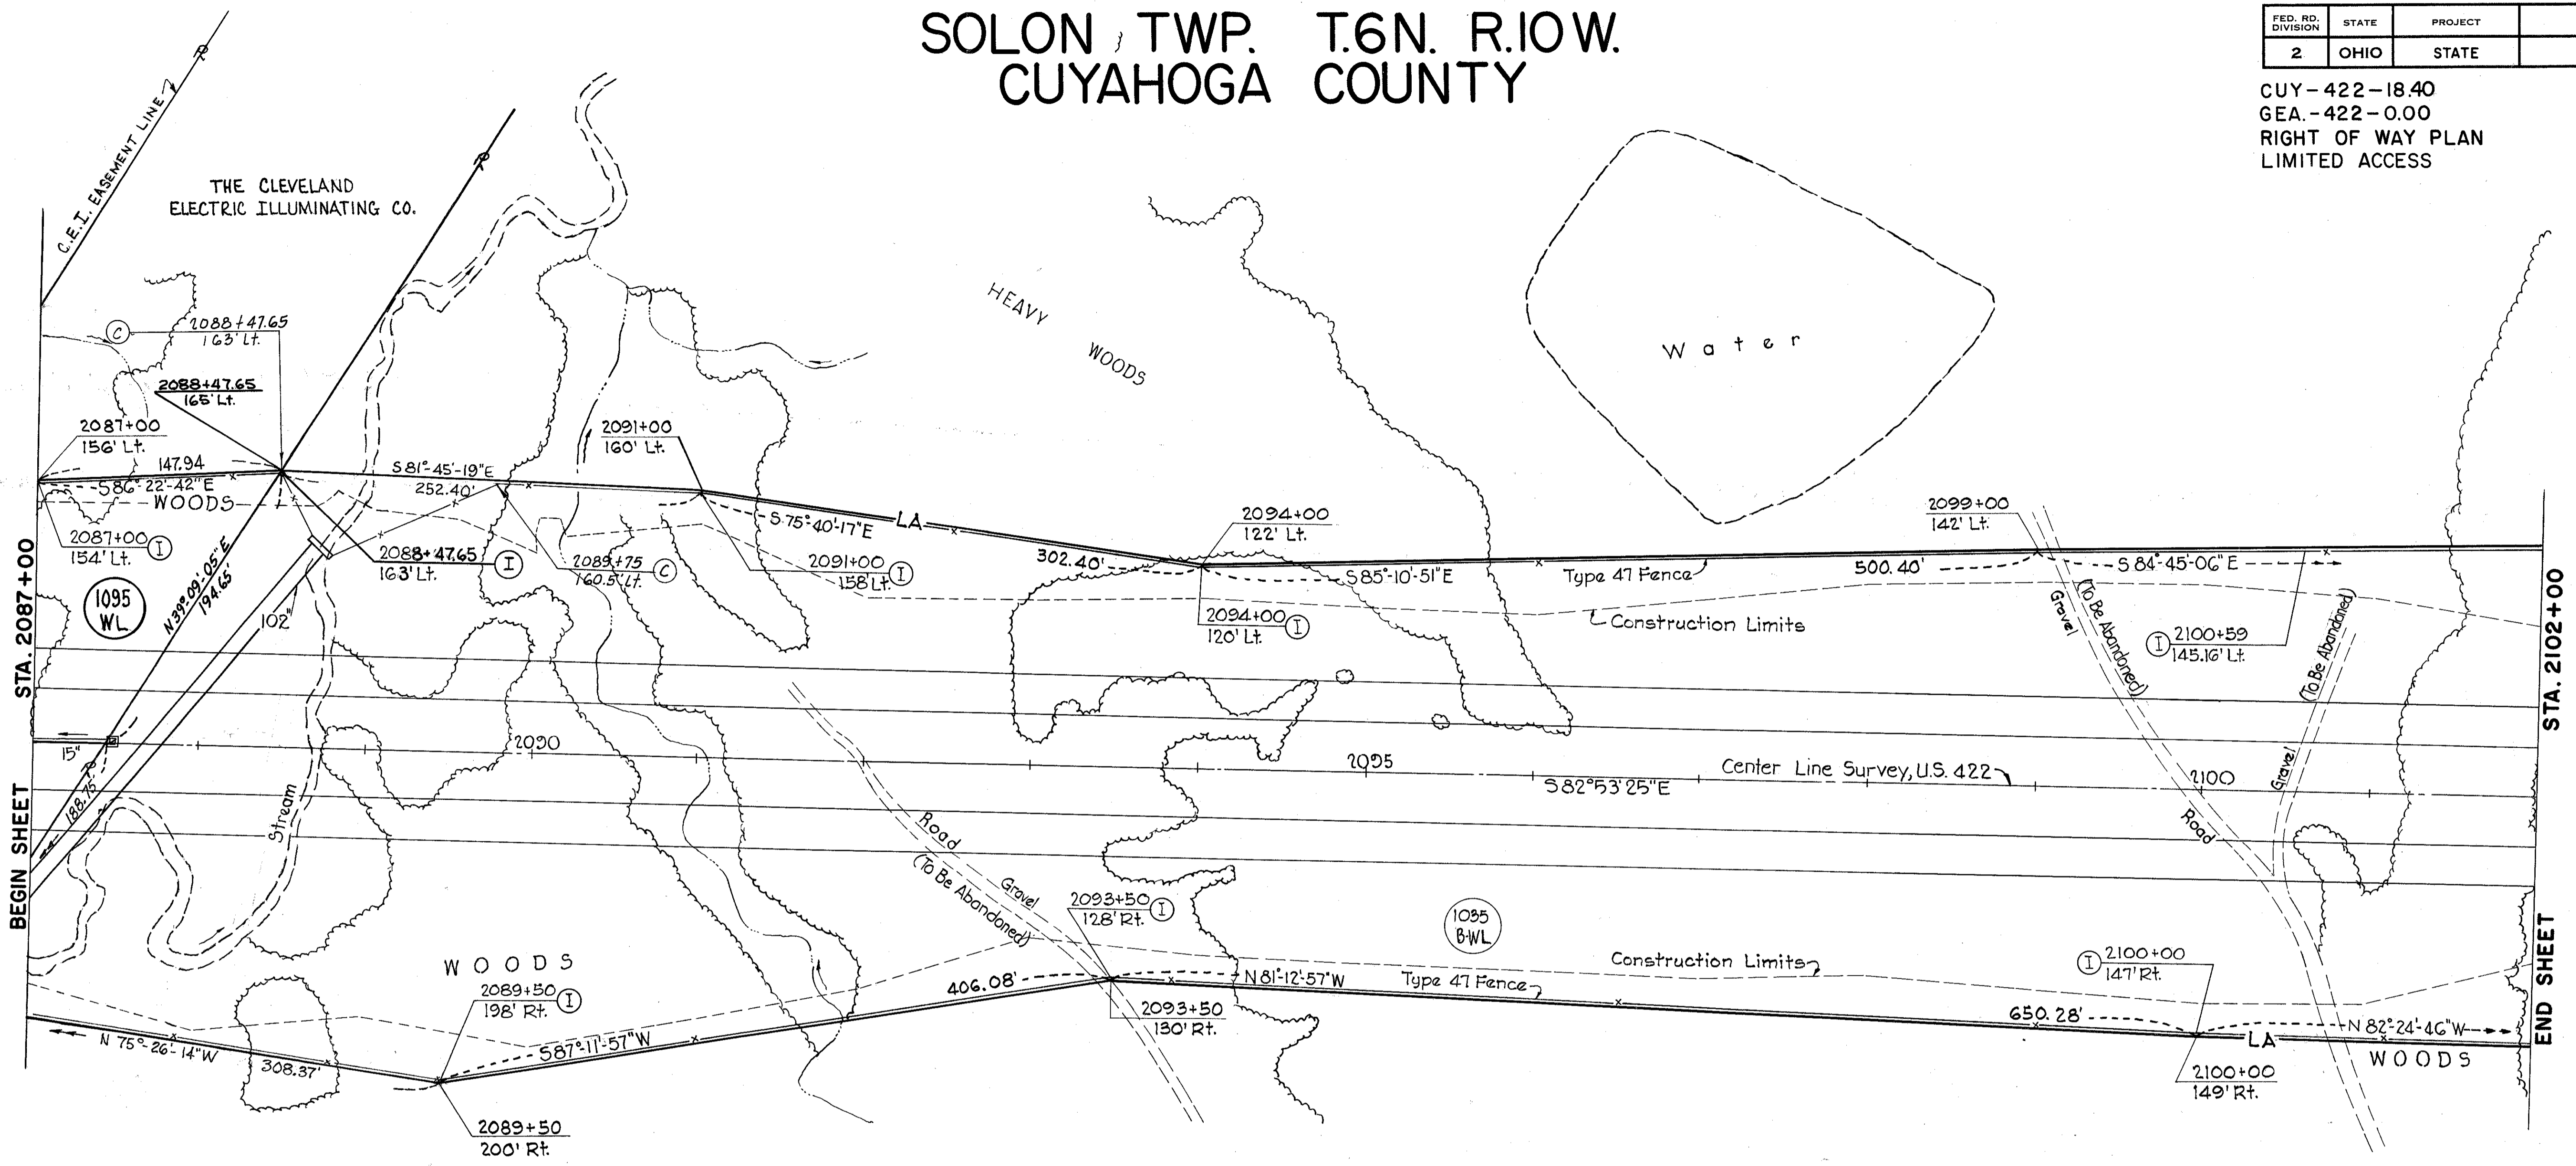 SOLON TWP. T.6N. R.10W.
CUYAHOGA COUNTY
FED. RD. DIVISION STATE PROJECT
2 OHIO STATE
CUY-422-18.40
GEA.-422-0.00
RIGHT OF WAY PLAN
LIMITED ACCESS
C.E.I. EASEMENT LINE
THE CLEVELAND
ELECTRIC ILLUMINATING CO.
HEAVY
WOODS
Water
C
2088+47.65
163' Lt.
2088+47.65
165' Lt.
2087+00
156' Lt.
147.94
S86°-22'-42"E
WOODS
2087+00
154' Lt. I
S81°-45'-19"E
252.40'
2091+00
160' Lt.
S.75°-40'-17"E
LA
2088+47.65
163' Lt. I
2089+75
160.5' Lt. C
2091+00
158' Lt. I
302.40'
2094+00
122' Lt.
S85°-10'-51"E
2094+00
120' Lt. I
Type 47 Fence
Construction Limits
500.40'
2099+00
142' Lt.
S84°-45'-06"E
I 2100+59
145.16' Lt.
Gravel
(To Be Abandoned)
(To Be Abandoned)
Gravel
Road
STA. 2087+00
BEGIN SHEET
1095
WL
N39°-09'-05"E
194.65'
102"
15"
188.75'
Stream
2090
2095
S82°53'25"E
Center Line Survey, U.S. 422
2100
Road
(To Be Abandoned)
Gravel
2093+50
128' Rt. I
1035
B-WL
WOODS
2089+50
198' Rt. I
406.08'
N81°-12'-57"W
Type 47 Fence
Construction Limits
I 2100+00
147' Rt.
650.28'
N82°-24'-46"W
LA
WOODS
2093+50
130' Rt.
S87°-11'-57"W
N 75°-26'-14"W
308.37'
2100+00
149' Rt.
2089+50
200' Rt.
STA. 2102+00
END SHEET